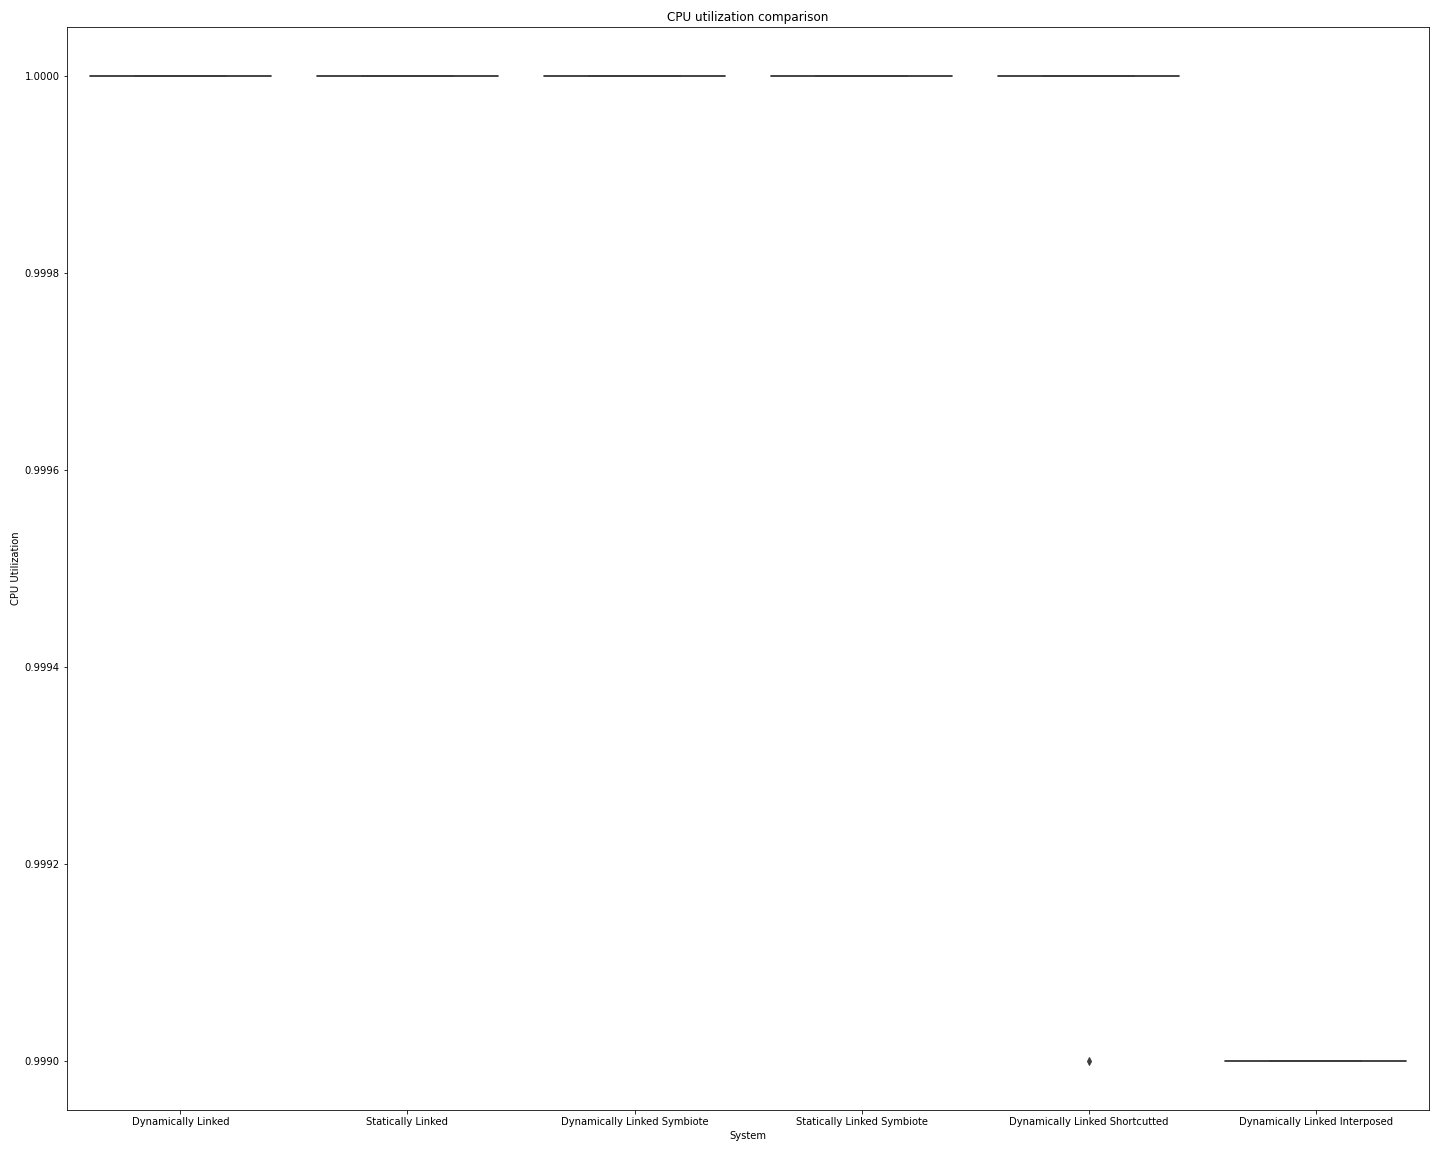 CPU utilization comparison
1.0000
0.9998
0.9996
0.9994
0.9992
0.9990
CPU Utilization
Dynamically Linked
Statically Linked
Dynamically Linked Symbiote
Statically Linked Symbiote
Dynamically Linked Shortcutted
Dynamically Linked Interposed
System